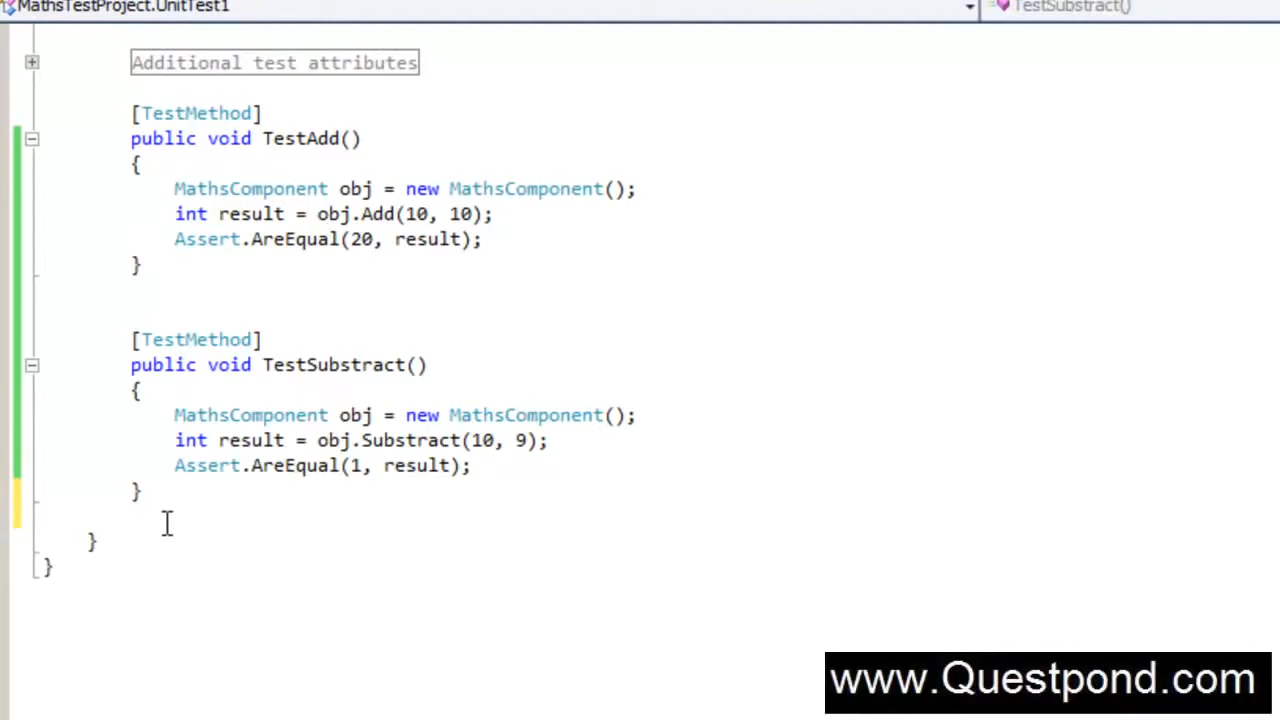 MathsTestProject.UnitTest1
TestSubstract()
Additional test attributes
[TestMethod]
public void TestAdd()
{
MathsComponent obj = new MathsComponent();
int result = obj.Add(10, 10);
Assert.AreEqual(20, result);
}
[TestMethod]
public void TestSubstract()
{
MathsComponent obj = new MathsComponent();
int result = obj.Substract(10, 9);
Assert.AreEqual(1, result);
}
}
}
www.Questpond.com